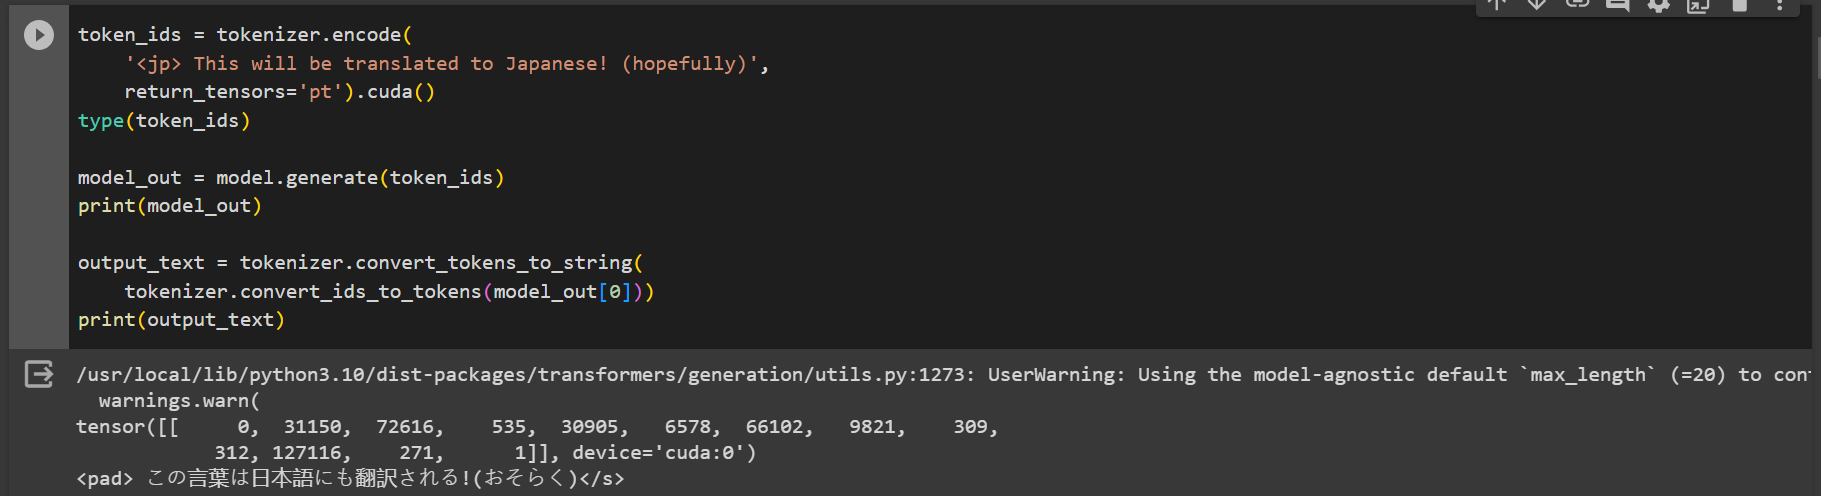 token_ids = tokenizer.encode(
    '<jp> This will be translated to Japanese! (hopefully)',
    return_tensors='pt').cuda()
type(token_ids)

model_out = model.generate(token_ids)
print(model_out)

output_text = tokenizer.convert_tokens_to_string(
    tokenizer.convert_ids_to_tokens(model_out[0]))
print(output_text)
/usr/local/lib/python3.10/dist-packages/transformers/generation/utils.py:1273: UserWarning: Using the model-agnostic default `max_length` (=20) to
  warnings.warn(
tensor([[     0,  31150,  72616,    535,  30905,   6578,  66102,   9821,    309,
            312, 127116,    271,      1]], device='cuda:0')
<pad> この言葉は日本語にも翻訳される!(おそらく)</s>